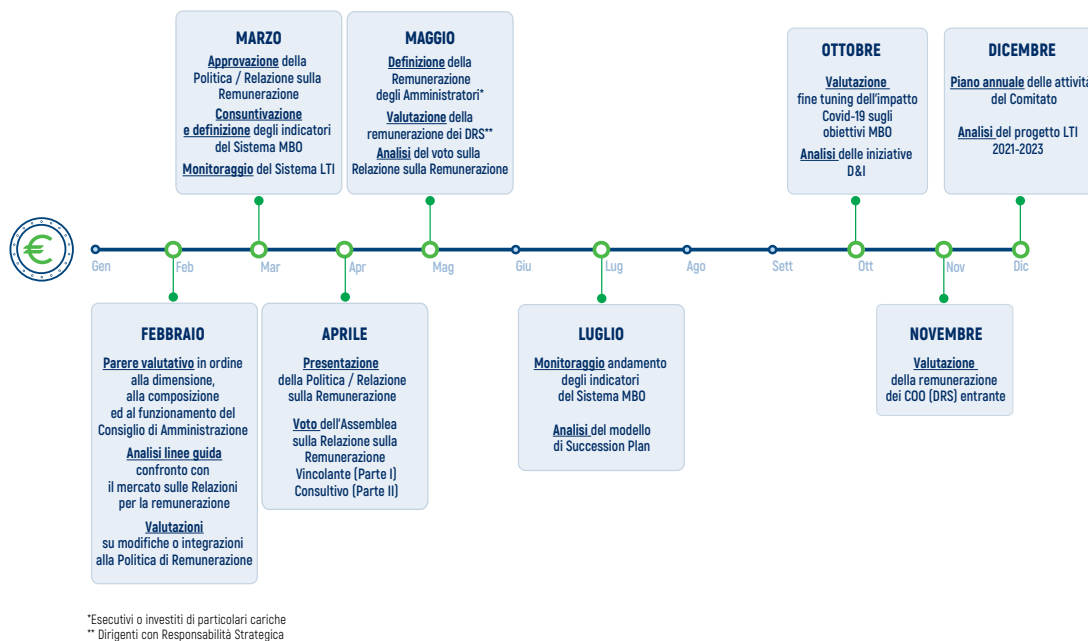 MARZO
Approvazione della
Politica / Relazione sulla
Remunerazione
Consuntivazione
e definizione degli indicatori
del Sistema MBO
Monitoraggio del Sistema LTI
MAGGIO
Definizione della
Remunerazione
degli Amministratori*
Valutazione della
remunerazione dei DRS**
Analisi del voto sulla
Relazione sulla Remunerazione
OTTOBRE
Valutazione
fine tuning dell'impatto
Covid-19 sugli
obiettivi MBO
Analisi delle iniziative
D&I
DICEMBRE
Piano annuale delle attività
del Comitato
Analisi del progetto LTI
2021-2023
€
Gen
Feb
Mar
Apr
Mag
Giu
Lug
Ago
Sett
Ott
Nov
Dic
FEBBRAIO
Parere valutativo in ordine
alla dimensione,
alla composizione
ed al funzionamento del
Consiglio di Amministrazione
Analisi linee guida
confronto con
il mercato sulle Relazioni
per la remunerazione
Valutazioni
su modifiche o integrazioni
alla Politica di Remunerazione
APRILE
Presentazione
della Politica / Relazione
sulla Remunerazione
Voto dell'Assemblea
sulla Relazione sulla
Remunerazione
Vincolante (Parte I)
Consultivo (Parte II)
LUGLIO
Monitoraggio andamento
degli indicatori
del Sistema MBO
Analisi del modello
di Succession Plan
NOVEMBRE
Valutazione
della remunerazione
dei COO (DRS) entrante
*Esecutivi o investiti di particolari cariche
** Dirigenti con Responsabilità Strategica